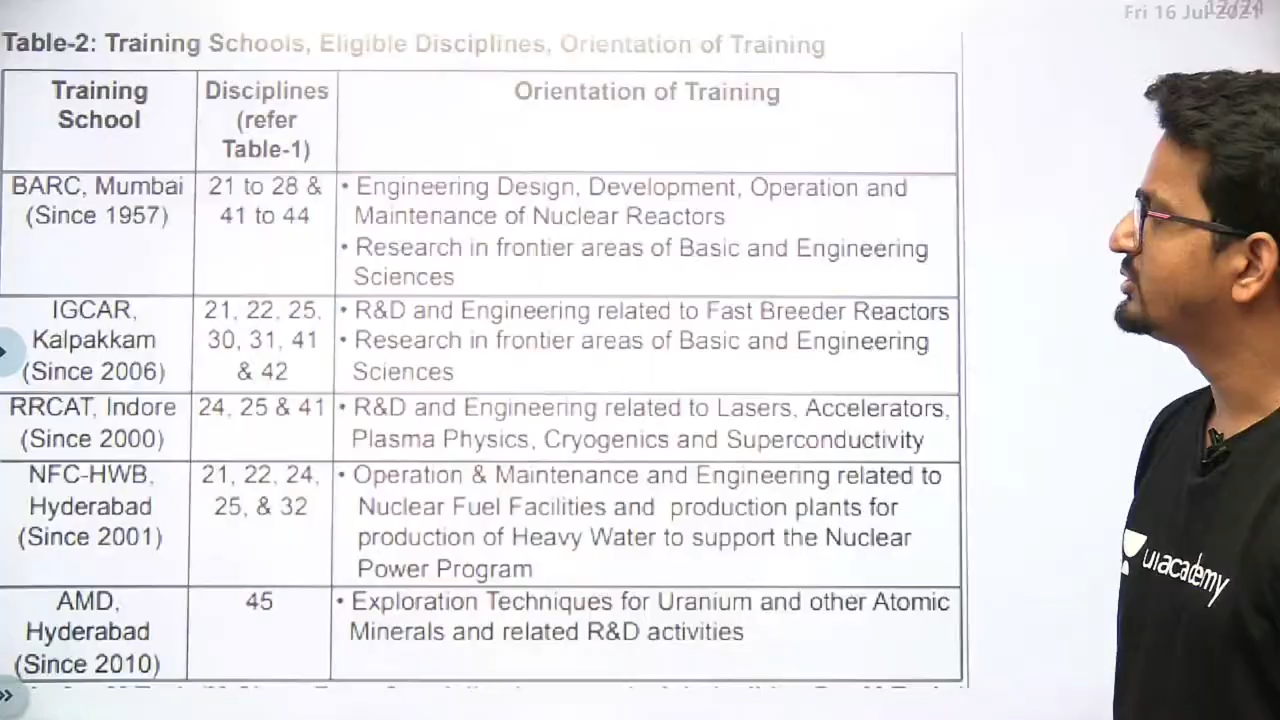 Fri 16 Jul 2021
Table-2: Training Schools, Eligible Disciplines, Orientation of Training
Training
School
Disciplines
(refer
Table-1)
Orientation of Training
BARC, Mumbai
(Since 1957)
21 to 28 &
41 to 44
• Engineering Design, Development, Operation and
Maintenance of Nuclear Reactors
• Research in frontier areas of Basic and Engineering
Sciences
IGCAR,
Kalpakkam
(Since 2006)
21, 22, 25,
30, 31, 41
& 42
• R&D and Engineering related to Fast Breeder Reactors
• Research in frontier areas of Basic and Engineering
Sciences
RRCAT, Indore
(Since 2000)
24, 25 & 41
• R&D and Engineering related to Lasers, Accelerators,
Plasma Physics, Cryogenics and Superconductivity
NFC-HWB,
Hyderabad
(Since 2001)
21, 22, 24,
25, & 32
• Operation & Maintenance and Engineering related to
Nuclear Fuel Facilities and production plants for
production of Heavy Water to support the Nuclear
Power Program
AMD,
Hyderabad
(Since 2010)
45
• Exploration Techniques for Uranium and other Atomic
Minerals and related R&D activities
unacademy